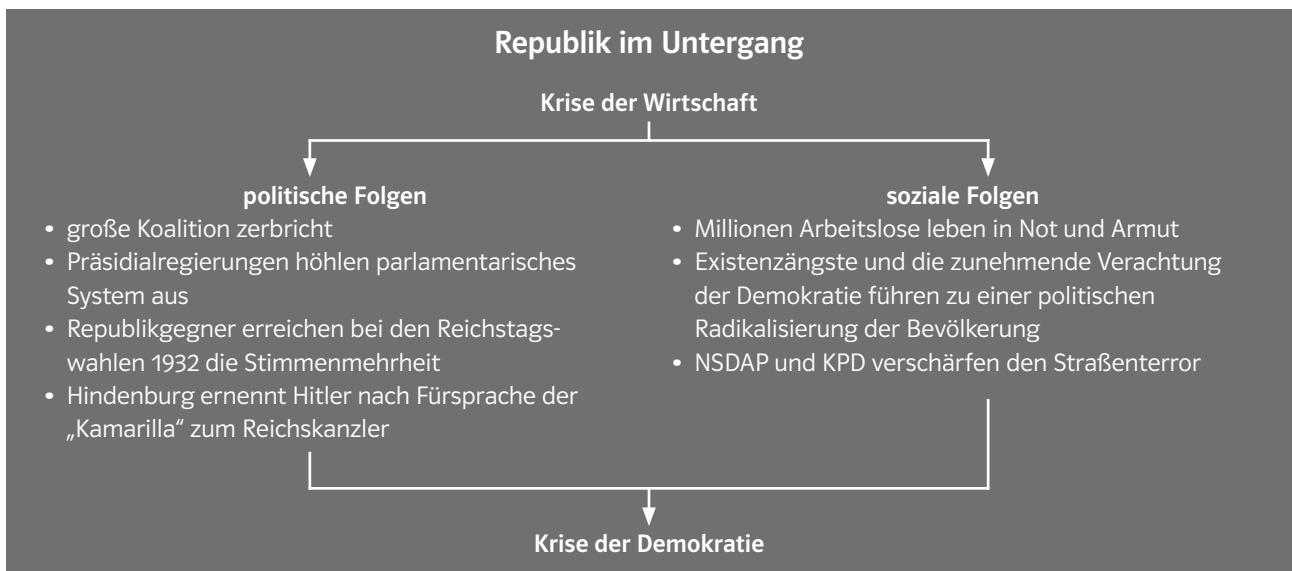 Republik im Untergang
Krise der Wirtschaft
politische Folgen
• große Koalition zerbricht
• Präsidialregierungen höhlen parlamentarisches
System aus
• Republikgegner erreichen bei den Reichstags-
wahlen 1932 die Stimmenmehrheit
• Hindenburg ernennt Hitler nach Fürsprache der
„Kamarilla“ zum Reichskanzler
soziale Folgen
• Millionen Arbeitslose leben in Not und Armut
• Existenzängste und die zunehmende Verachtung
der Demokratie führen zu einer politischen
Radikalisierung der Bevölkerung
• NSDAP und KPD verschärfen den Straßenterror
Krise der Demokratie